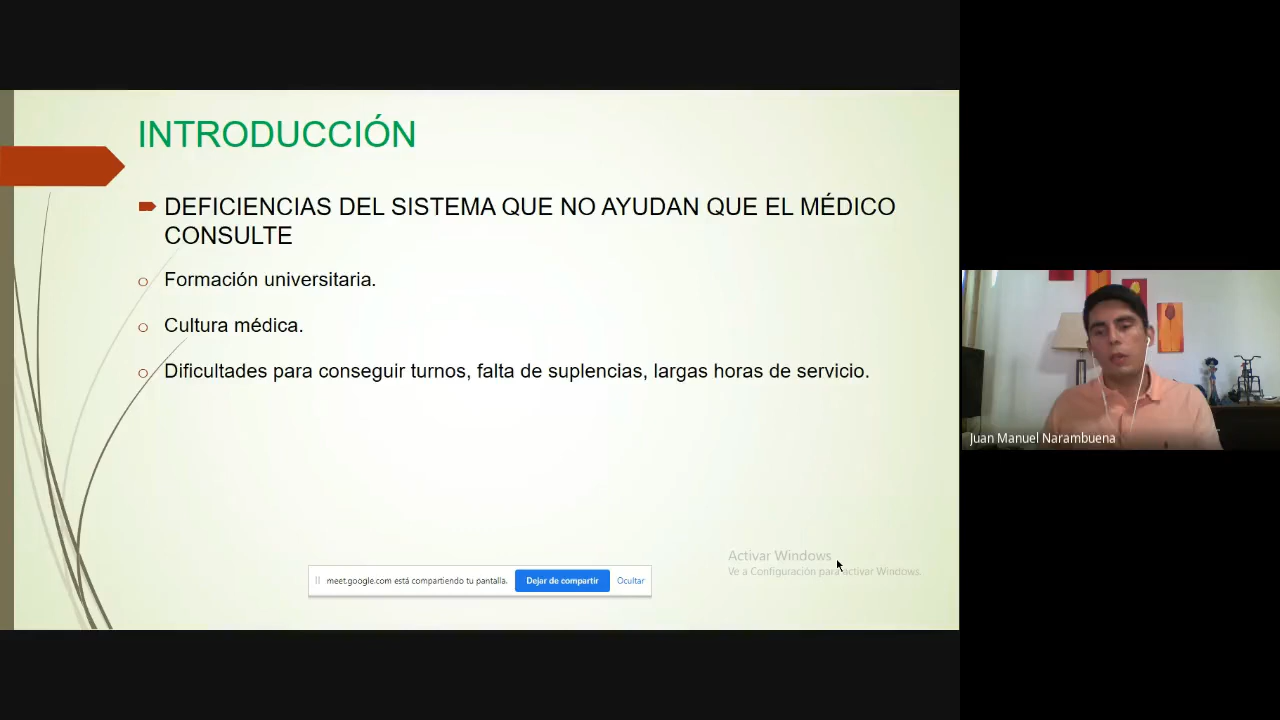 INTRODUCCIÓN
DEFICIENCIAS DEL SISTEMA QUE NO AYUDAN QUE EL MÉDICO
CONSULTE
Formación universitaria.
Cultura médica.
Dificultades para conseguir turnos, falta de suplencias, largas horas de servicio.
Juan Manuel Narambuena
Activar Windows
Ve a Configuración para activar Windows.
meet.google.com está compartiendo tu pantalla.
Dejar de compartir
Ocultar